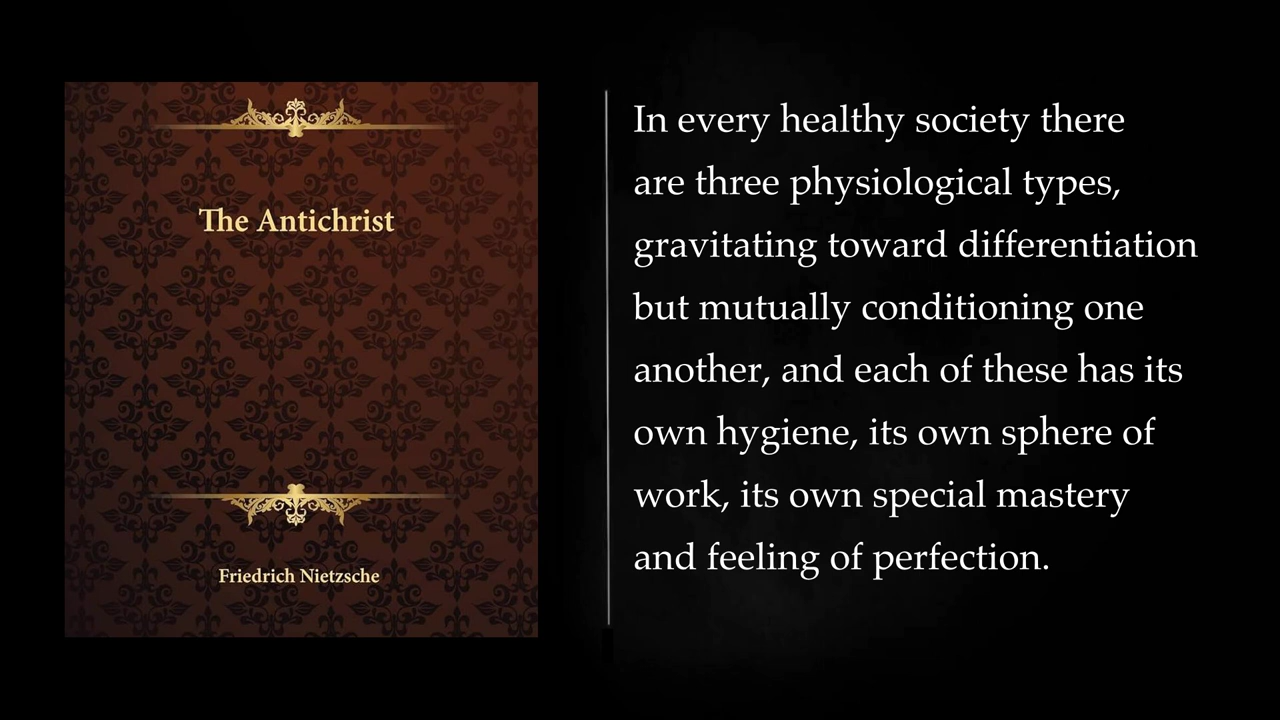 The Antichrist
Friedrich Nietzsche
In every healthy society there
are three physiological types,
gravitating toward differentiation
but mutually conditioning one
another, and each of these has its
own hygiene, its own sphere of
work, its own special mastery
and feeling of perfection.